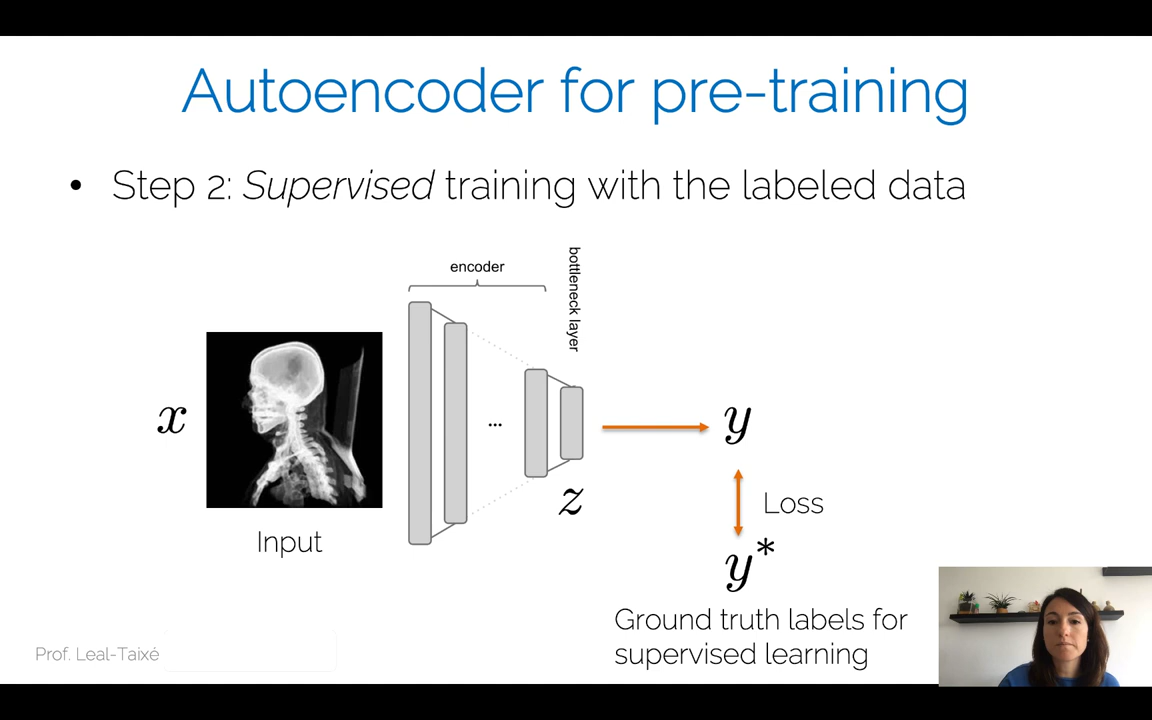 Autoencoder for pre-training
• Step 2: Supervised training with the labeled data
encoder
bottleneck layer
x
...
z
y
Loss
y*
Input
Ground truth labels for
supervised learning
Prof. Leal-Taixé